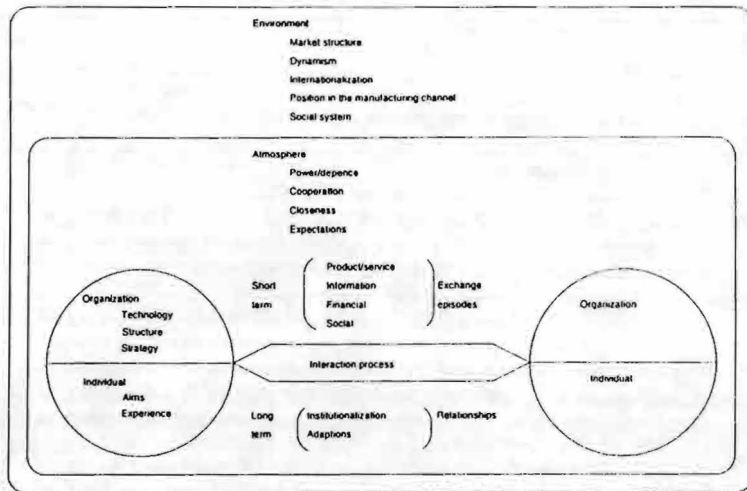 Environment
Market structure
Dynamism
Internationalization
Position in the manufacturing channel
Social system
Atmosphere
Power/depence
Cooperation
Closeness
Expectations
Short term
Product/service
Information
Financial
Social
Exchange episodes
Organization
Technology
Structure
Strategy
Individual
Aims
Experience
Interaction process
Organization
Individual
Long term
Institutionalization
Adaptions
Relationships